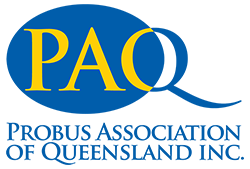 PAQ
PROBUS ASSOCIATION
OF QUEENSLAND INC.